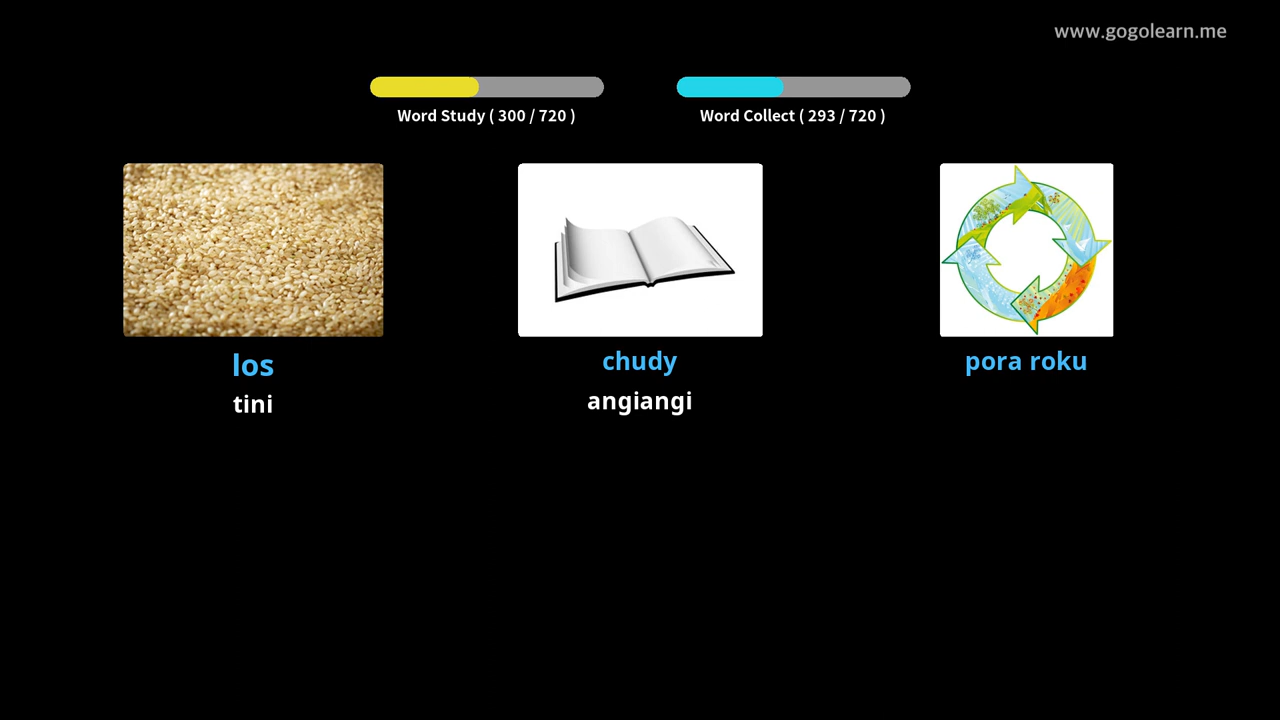 www.gogolearn.me
Word Study ( 300 / 720 )
Word Collect ( 293 / 720 )
los
tini
chudy
angiangi
pora roku